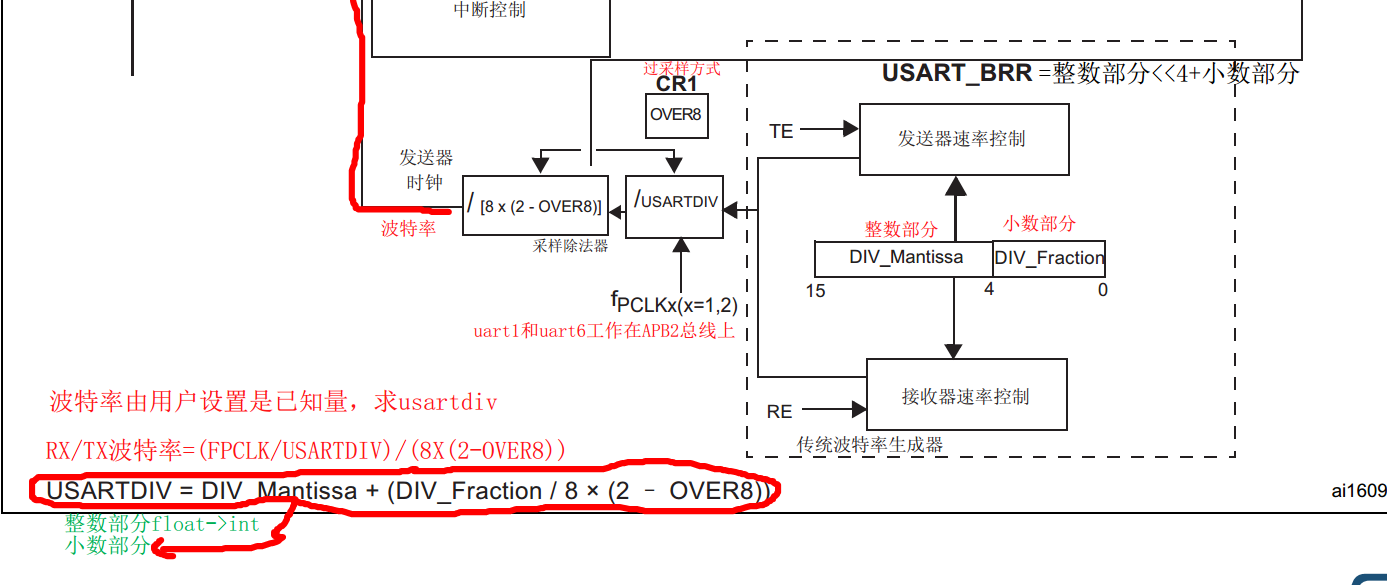 中断控制
过采样方式
CR1
OVER8
USART_BRR =整数部分<<4+小数部分
TE
发送器速率控制
发送器
时钟
/ [8 x (2 - OVER8)]
/USARTDIV
波特率
采样除法器
整数部分
小数部分
DIV_Mantissa
DIV_Fraction
15
4
0
fPCLKx(x=1,2)
uart1和uart6工作在APB2总线上
接收器速率控制
RE
传统波特率生成器
波特率由用户设置是已知量，求usartdiv
RX/TX波特率=(FPCLK/USARTDIV)/(8X(2-OVER8))
USARTDIV = DIV_Mantissa + (DIV_Fraction / 8 × (2 – OVER8))
ai1609
整数部分float->int
小数部分